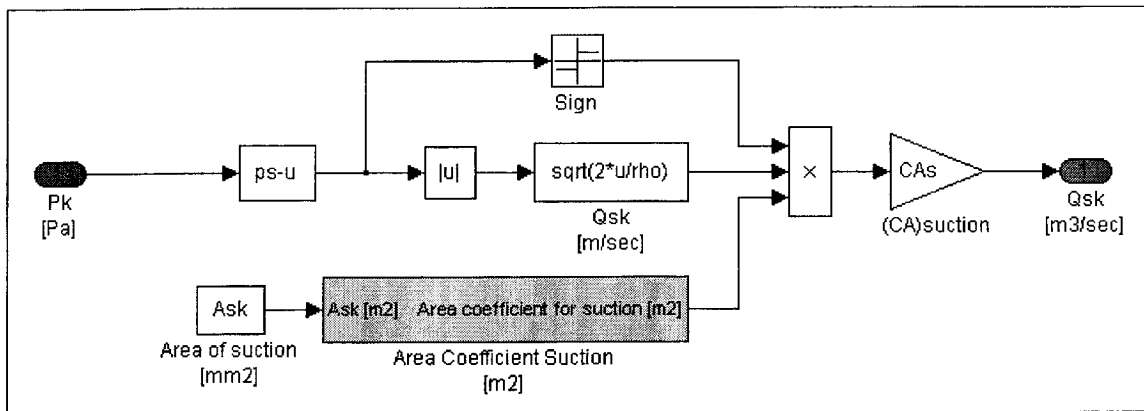 Sign
Pk
[Pa]
ps-u
|u|
sqrt(2*u/rho)
Qsk
[m/sec]
×
CAs
(CA)suction
Qsk
[m3/sec]
Ask
Area of suction
[mm2]
Ask [m2] Area coefficient for suction [m2]
Area Coefficient Suction
[m2]